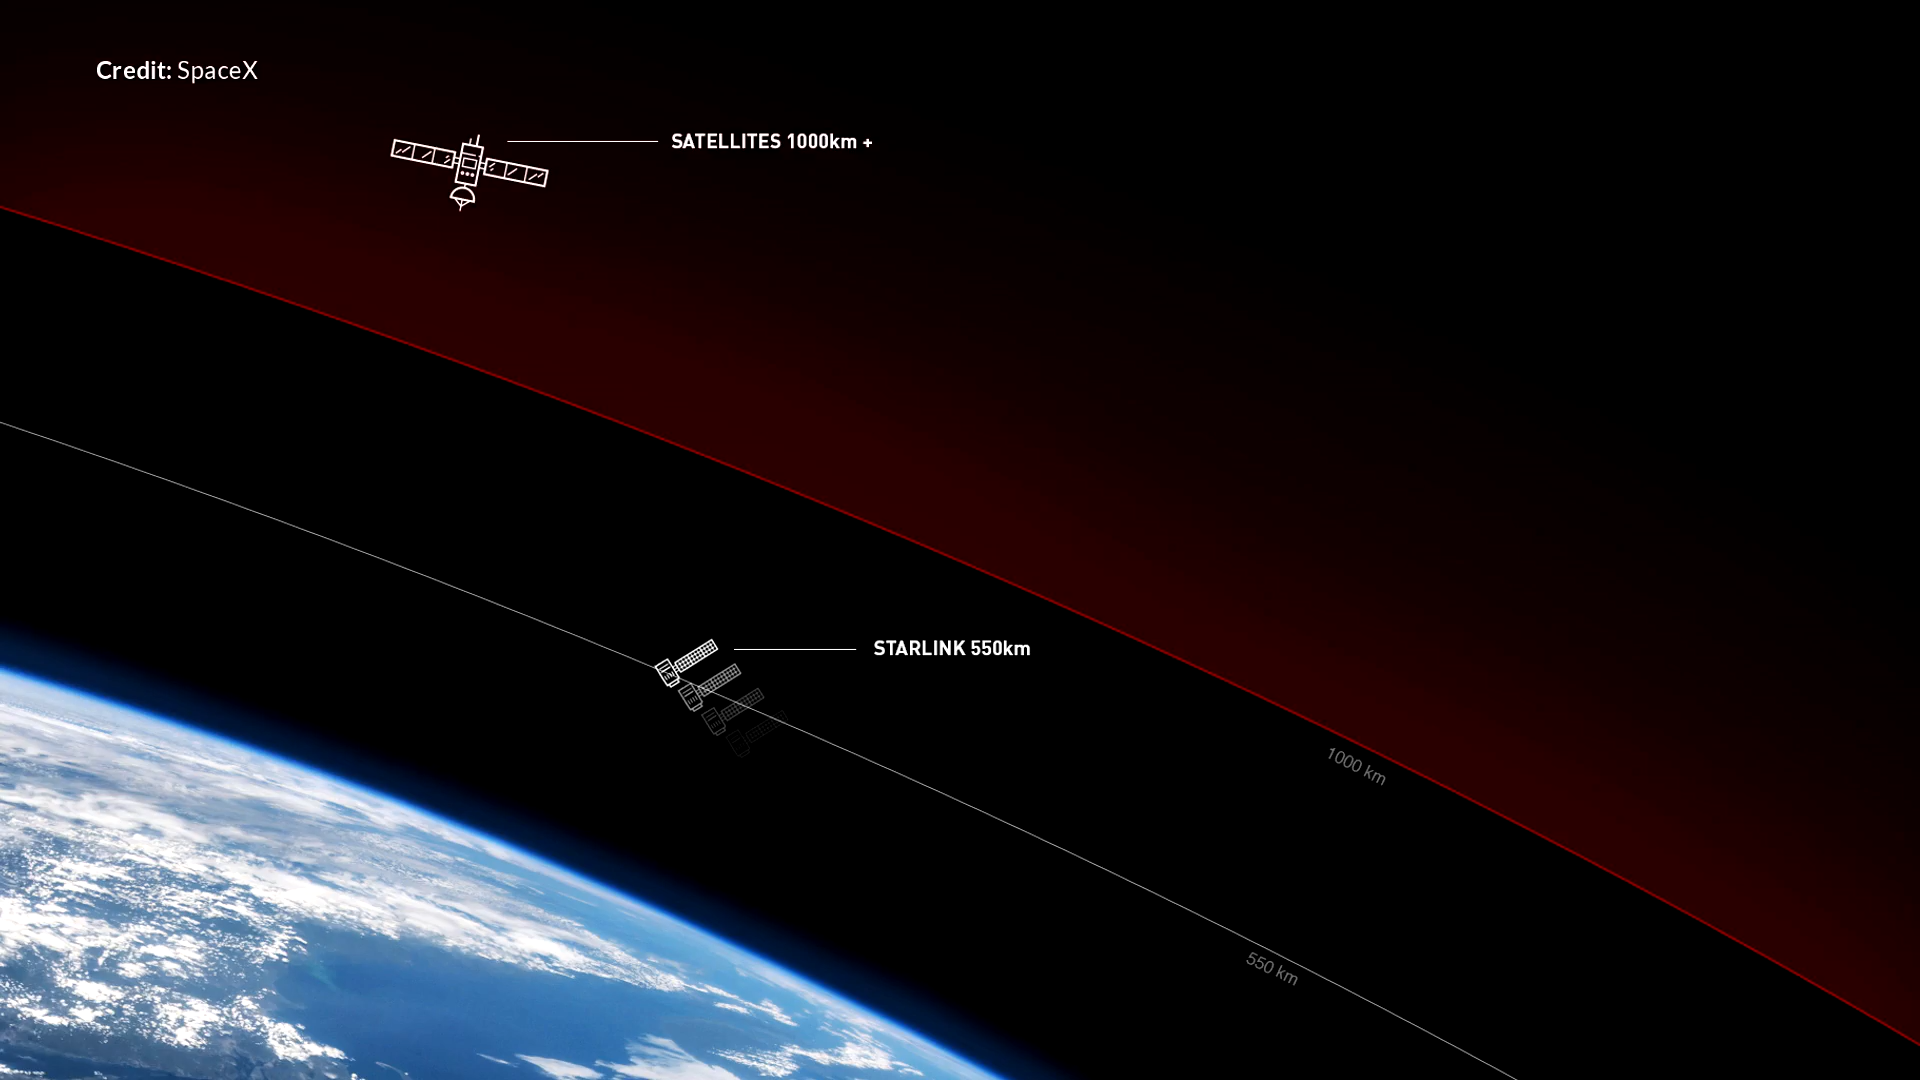 Credit: SpaceX
SATELLITES 1000km +
STARLINK 550km
1000 km
550 km